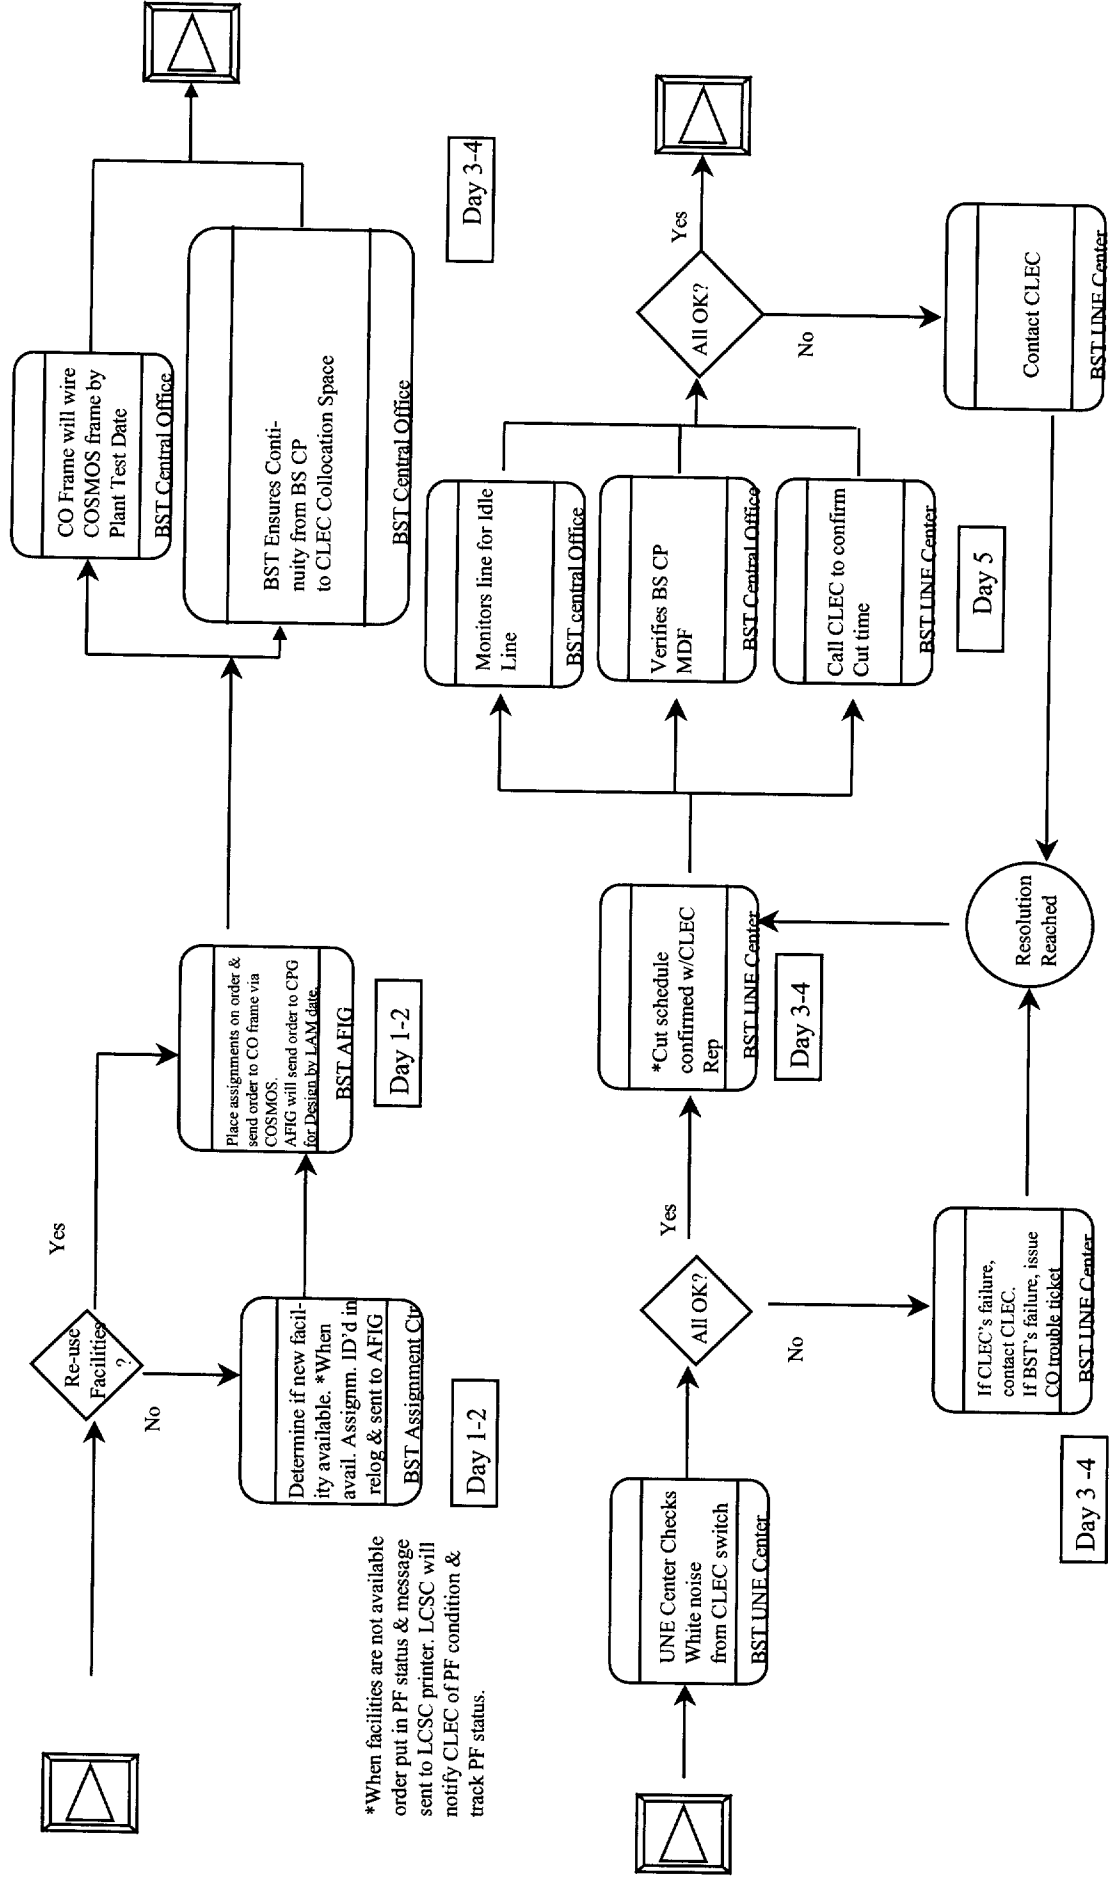 Re-use
Facilities
?
Yes
No
Determine if new facil-
ity available. *When
avail. Assignm. ID'd in
relog & sent to AFIG
BST Assignment Ctr
Day 1-2
*When facilities are not available
order put in PF status & message
sent to LCSC printer. LCSC will
notify CLEC of PF condition &
track PF status.
Place assignments on order &
send order to CO frame via
COSMOS.
AFIG will send order to CPG
for Design by LAM date.
BST AFIG
Day 1-2
CO Frame will wire
COSMOS frame by
Plant Test Date
BST Central Office
BST Ensures Conti-
nuity from BS CP
to CLEC Collocation Space
BST Central Office
Day 3-4
UNE Center Checks
White noise
from CLEC switch
BST UNE Center
All OK?
Yes
No
If CLEC's failure,
contact CLEC.
If BST's failure, issue
CO trouble ticket
BST UNE Center
Day 3 -4
*Cut schedule
confirmed w/CLEC
Rep
BST UNE Center
Day 3-4
Resolution
Reached
Monitors line for Idle
Line
BST central Office
Verifies BS CP
MDF
BST Central Office
Call CLEC to confirm
Cut time
BST UNE Center
Day 5
All OK?
Yes
No
Contact CLEC
BST UNE Center